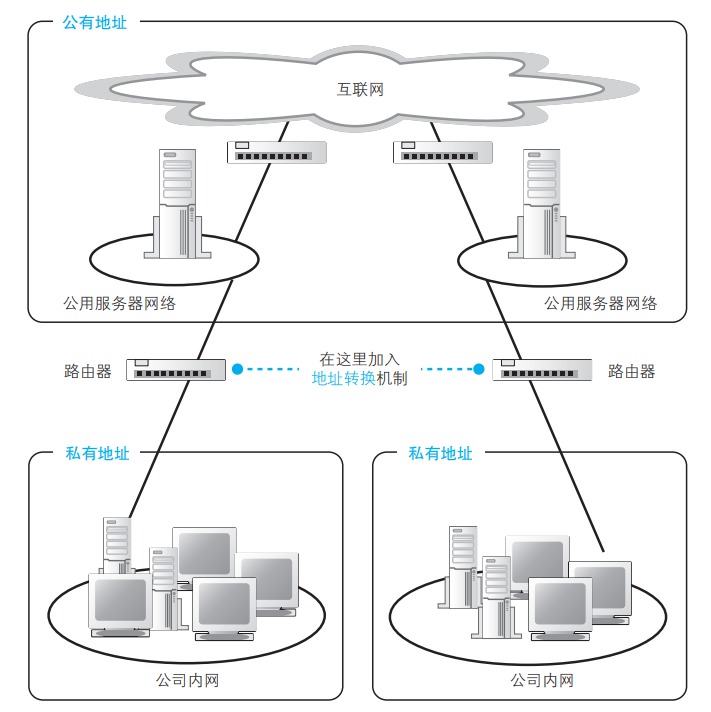 公有地址
互联网
公用服务器网络
公用服务器网络
路由器
在这里加入
地址转换机制
路由器
私有地址
私有地址
公司内网
公司内网